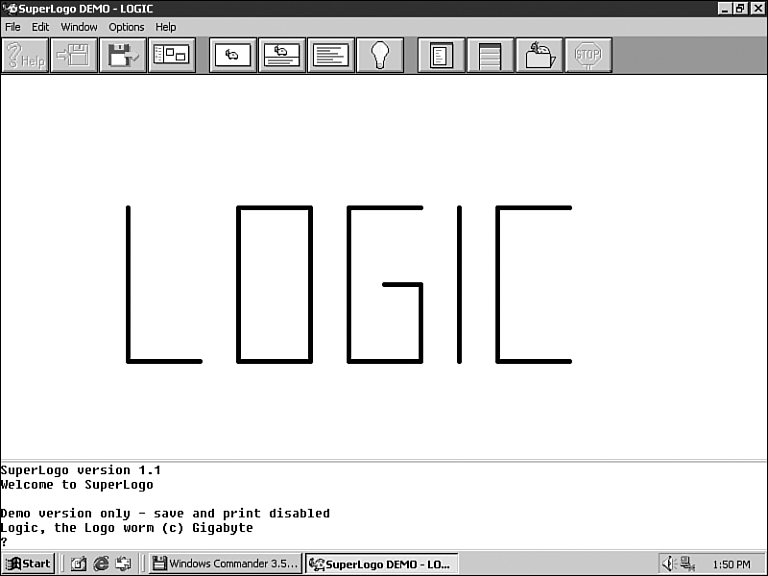 SuperLogo DEMO - LOGIC
File Edit Window Options Help
Help STOP
LOGIC
SuperLogo version 1.1
Welcome to SuperLogo
Demo version only - save and print disabled
Logic, the Logo worm (c) Gigabyte
?
Start Windows Commander 3.5... SuperLogo DEMO - LO... 1:50 PM